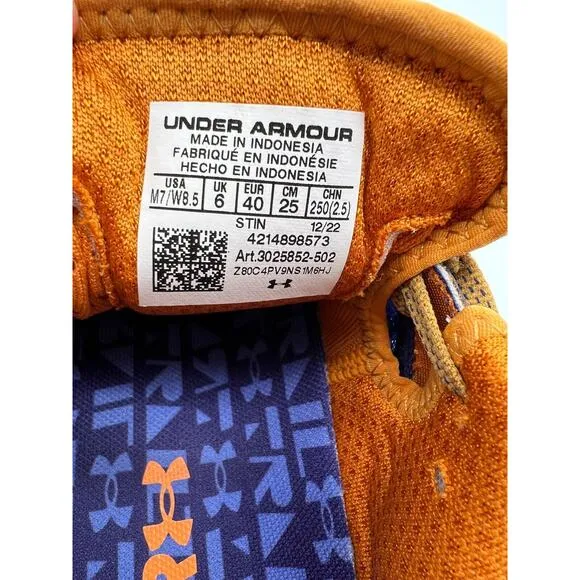 UNDER ARMOUR
MADE IN INDONESIA
FABRIQUÉ EN INDONÉSIE
HECHO EN INDONESIA
USA UK EUR CM CHN
M7/W8.5 6 40 25 250(2.5)
STIN 12/22
4214898573
Art.3025852-502
Z80C4PV9NS1M6HJ
TRAIL